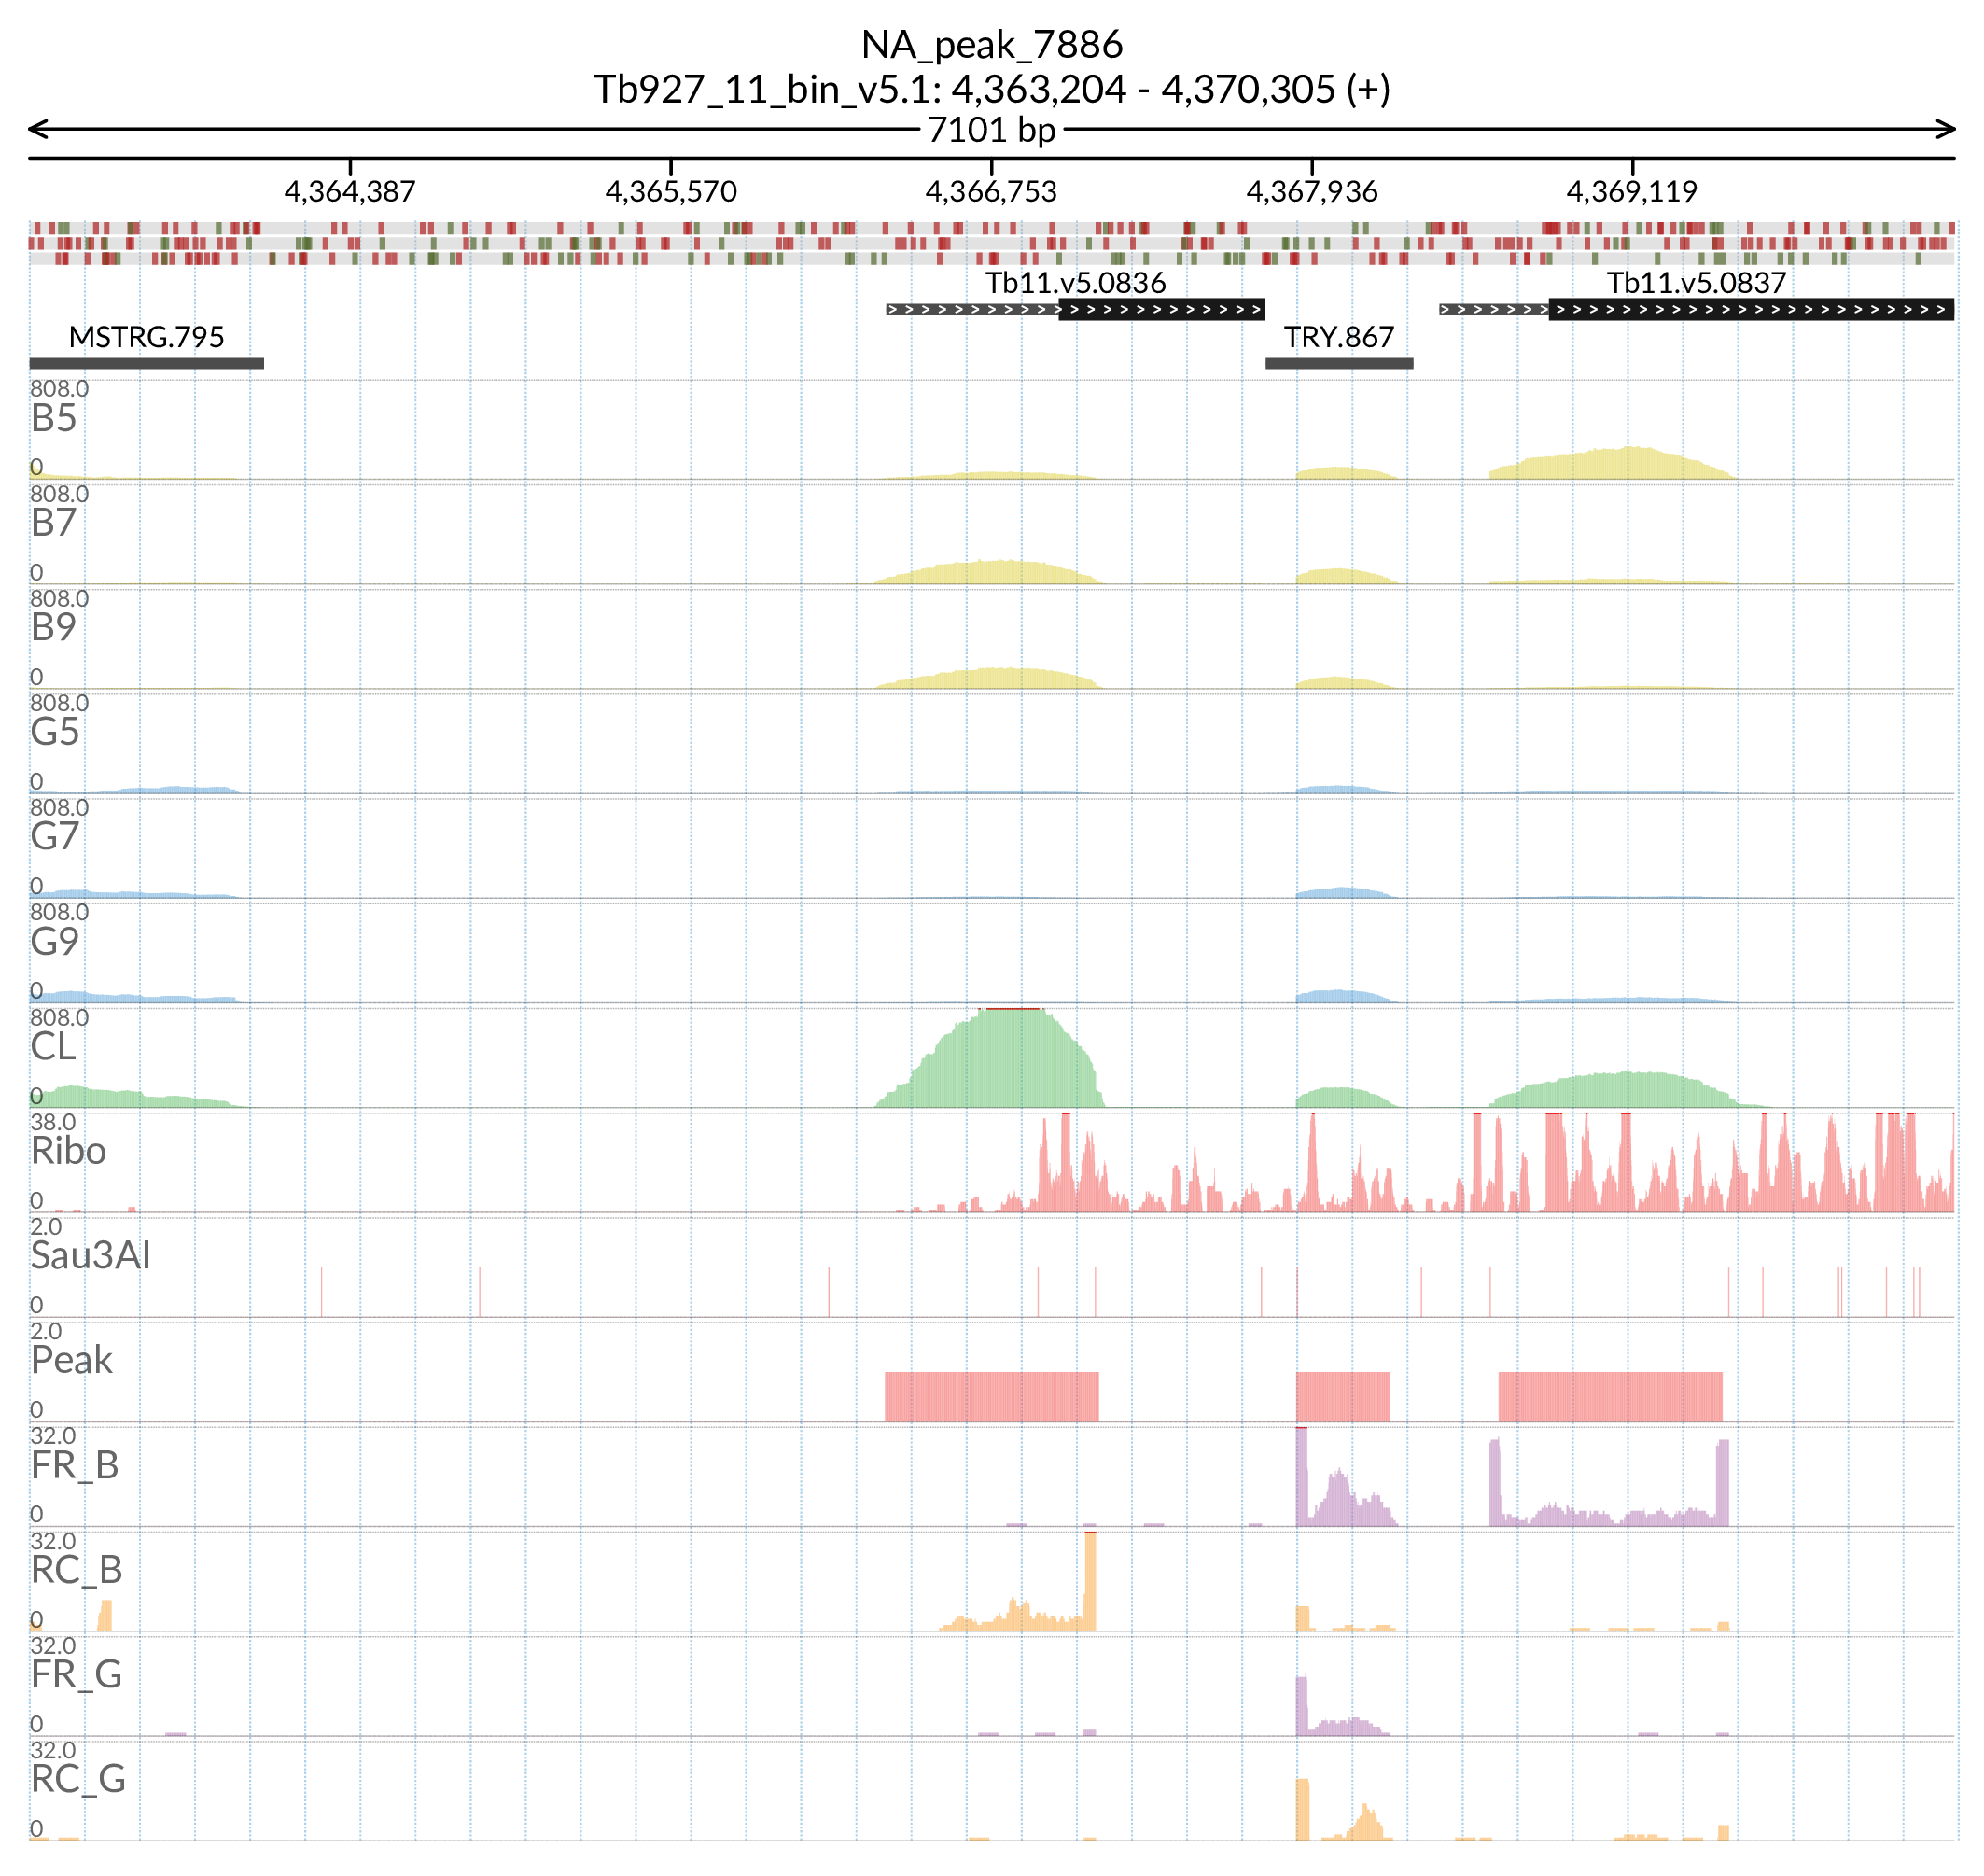 NA_peak_7886
Tb927_11_bin_v5.1: 4,363,204 - 4,370,305 (+)
7101 bp
4,364,387 4,365,570 4,366,753 4,367,936 4,369,119
Tb11.v5.0836 Tb11.v5.0837
MSTRG.795 TRY.867
808.0
B5
0
808.0
B7
0
808.0
B9
0
808.0
G5
0
808.0
G7
0
808.0
G9
0
808.0
CL
0
38.0
Ribo
0
2.0
Sau3AI
0
2.0
Peak
0
32.0
FR_B
0
32.0
RC_B
0
32.0
FR_G
0
32.0
RC_G
0